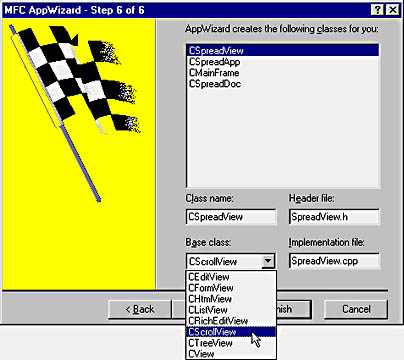 MFC AppWizard - Step 6 of 6
AppWizard creates the following classes for you:
CSpreadView
CSpreadApp
CMainFrame
CSpreadDoc
Class name:
Header file:
CSpreadView
SpreadView.h
Base class:
Implementation file:
CScrollView
SpreadView.cpp
CEditView
CFormView
CHtmlView
CListView
CRichEditView
CScrollView
CTreeView
CView
< Back
Cancel